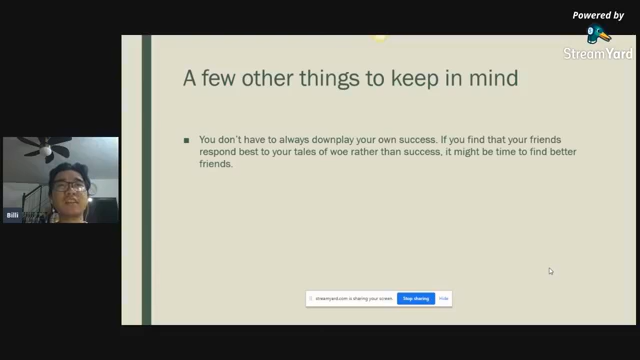 Powered by
StreamYard
A few other things to keep in mind
You don't have to always downplay your own success. If you find that your friends
respond best to your tales of woe rather than success, it might be time to find better
friends.
Billi
streamyard.com is sharing your screen.
Stop sharing
Hide